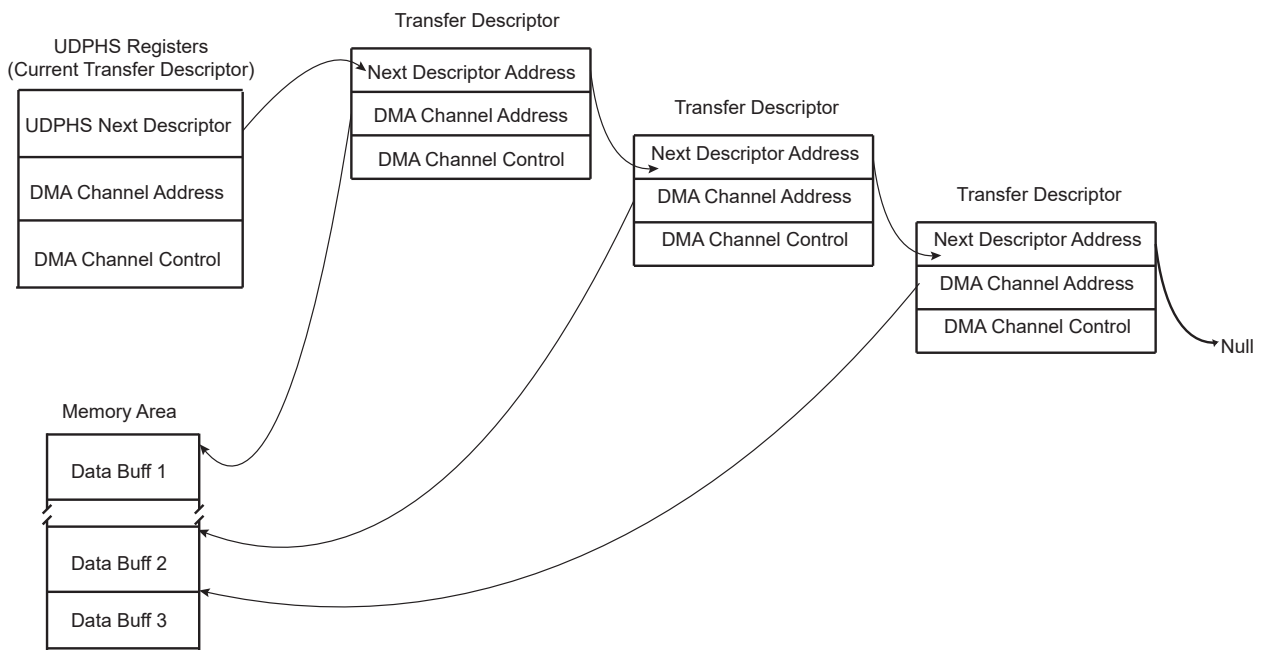 UDPHS Registers
(Current Transfer Descriptor)
UDPHS Next Descriptor
DMA Channel Address
DMA Channel Control
Transfer Descriptor
Next Descriptor Address
DMA Channel Address
DMA Channel Control
Transfer Descriptor
Next Descriptor Address
DMA Channel Address
DMA Channel Control
Transfer Descriptor
Next Descriptor Address
DMA Channel Address
DMA Channel Control
Null
Memory Area
Data Buff 1
Data Buff 2
Data Buff 3